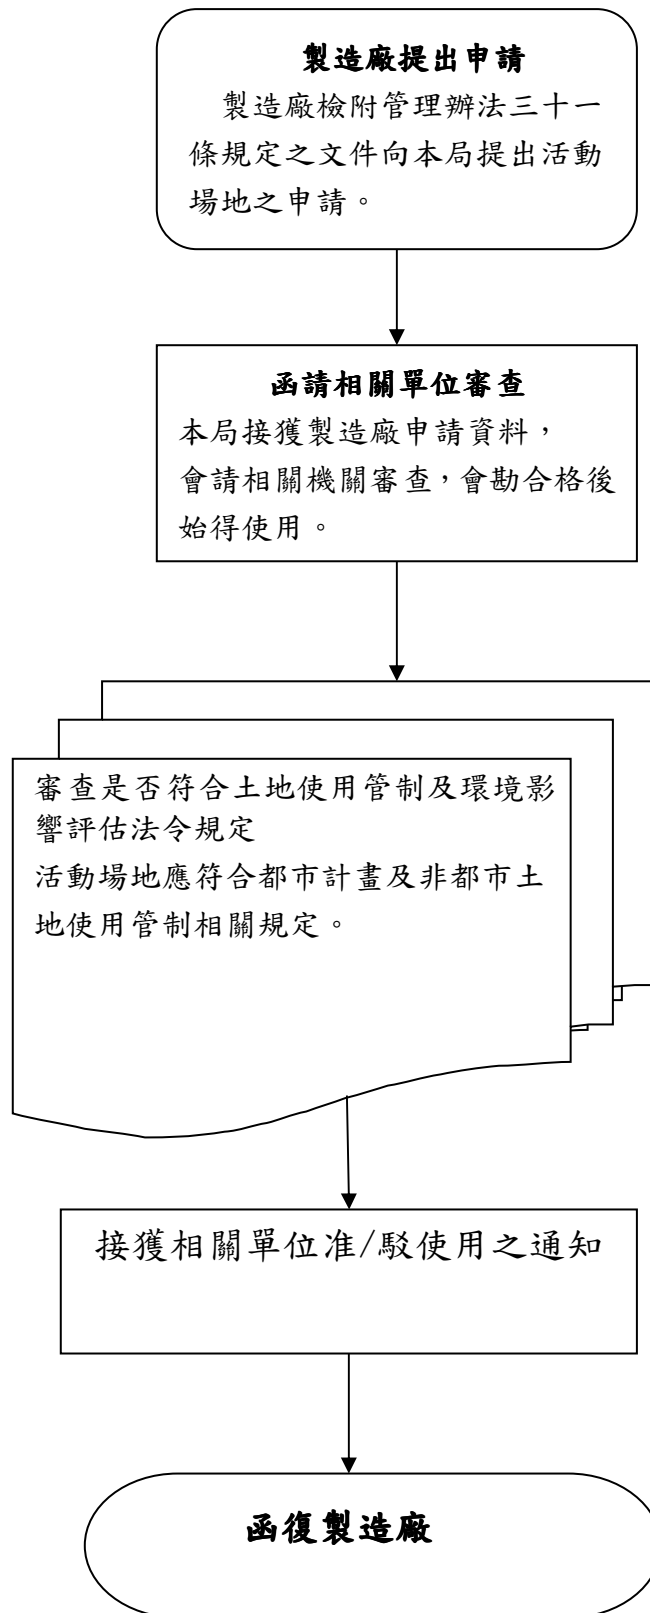 製造廠提出申請
製造廠檢附管理辦法三十一
條規定之文件向本局提出活動
場地之申請。
函請相關單位審查
本局接獲製造廠申請資料，
會請相關機關審查，會勘合格後
始得使用。
審查是否符合土地使用管制及環境影
響評估法令規定
活動場地應符合都市計畫及非都市土
地使用管制相關規定。
接獲相關單位准/駁使用之通知
函復製造廠